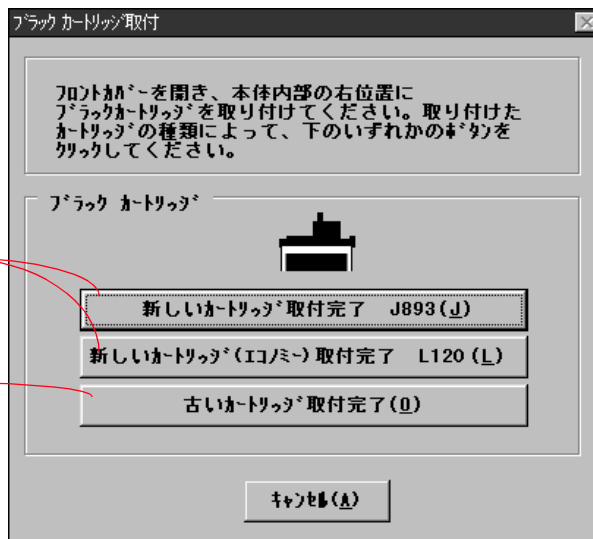 ﾌﾞﾗｯｸ ｶｰﾄﾘｯｼﾞ取付
ﾌﾛﾝﾄｶﾊﾞｰを開き、本体内部の右位置に
ﾌﾞﾗｯｸｶｰﾄﾘｯｼﾞを取り付けてください。取り付けた
ｶｰﾄﾘｯｼﾞの種類によって、下のいずれかのﾎﾞﾀﾝを
ｸﾘｯｸしてください。
ﾌﾞﾗｯｸ ｶｰﾄﾘｯｼﾞ
新しいｶｰﾄﾘｯｼﾞ取付完了 J893(J)
新しいｶｰﾄﾘｯｼﾞ(ｴｺﾉﾐｰ)取付完了 L120(L)
古いｶｰﾄﾘｯｼﾞ取付完了(O)
ｷｬﾝｾﾙ(A)